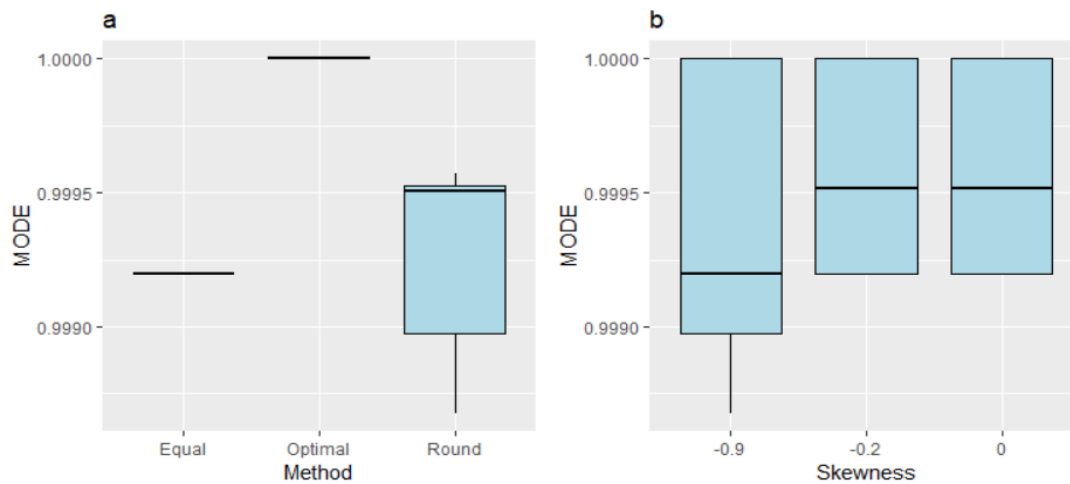 a
MODE
1.0000
0.9995
0.9990
Equal Optimal Round
Method
b
MODE
1.0000
0.9995
0.9990
-0.9 -0.2 0
Skewness